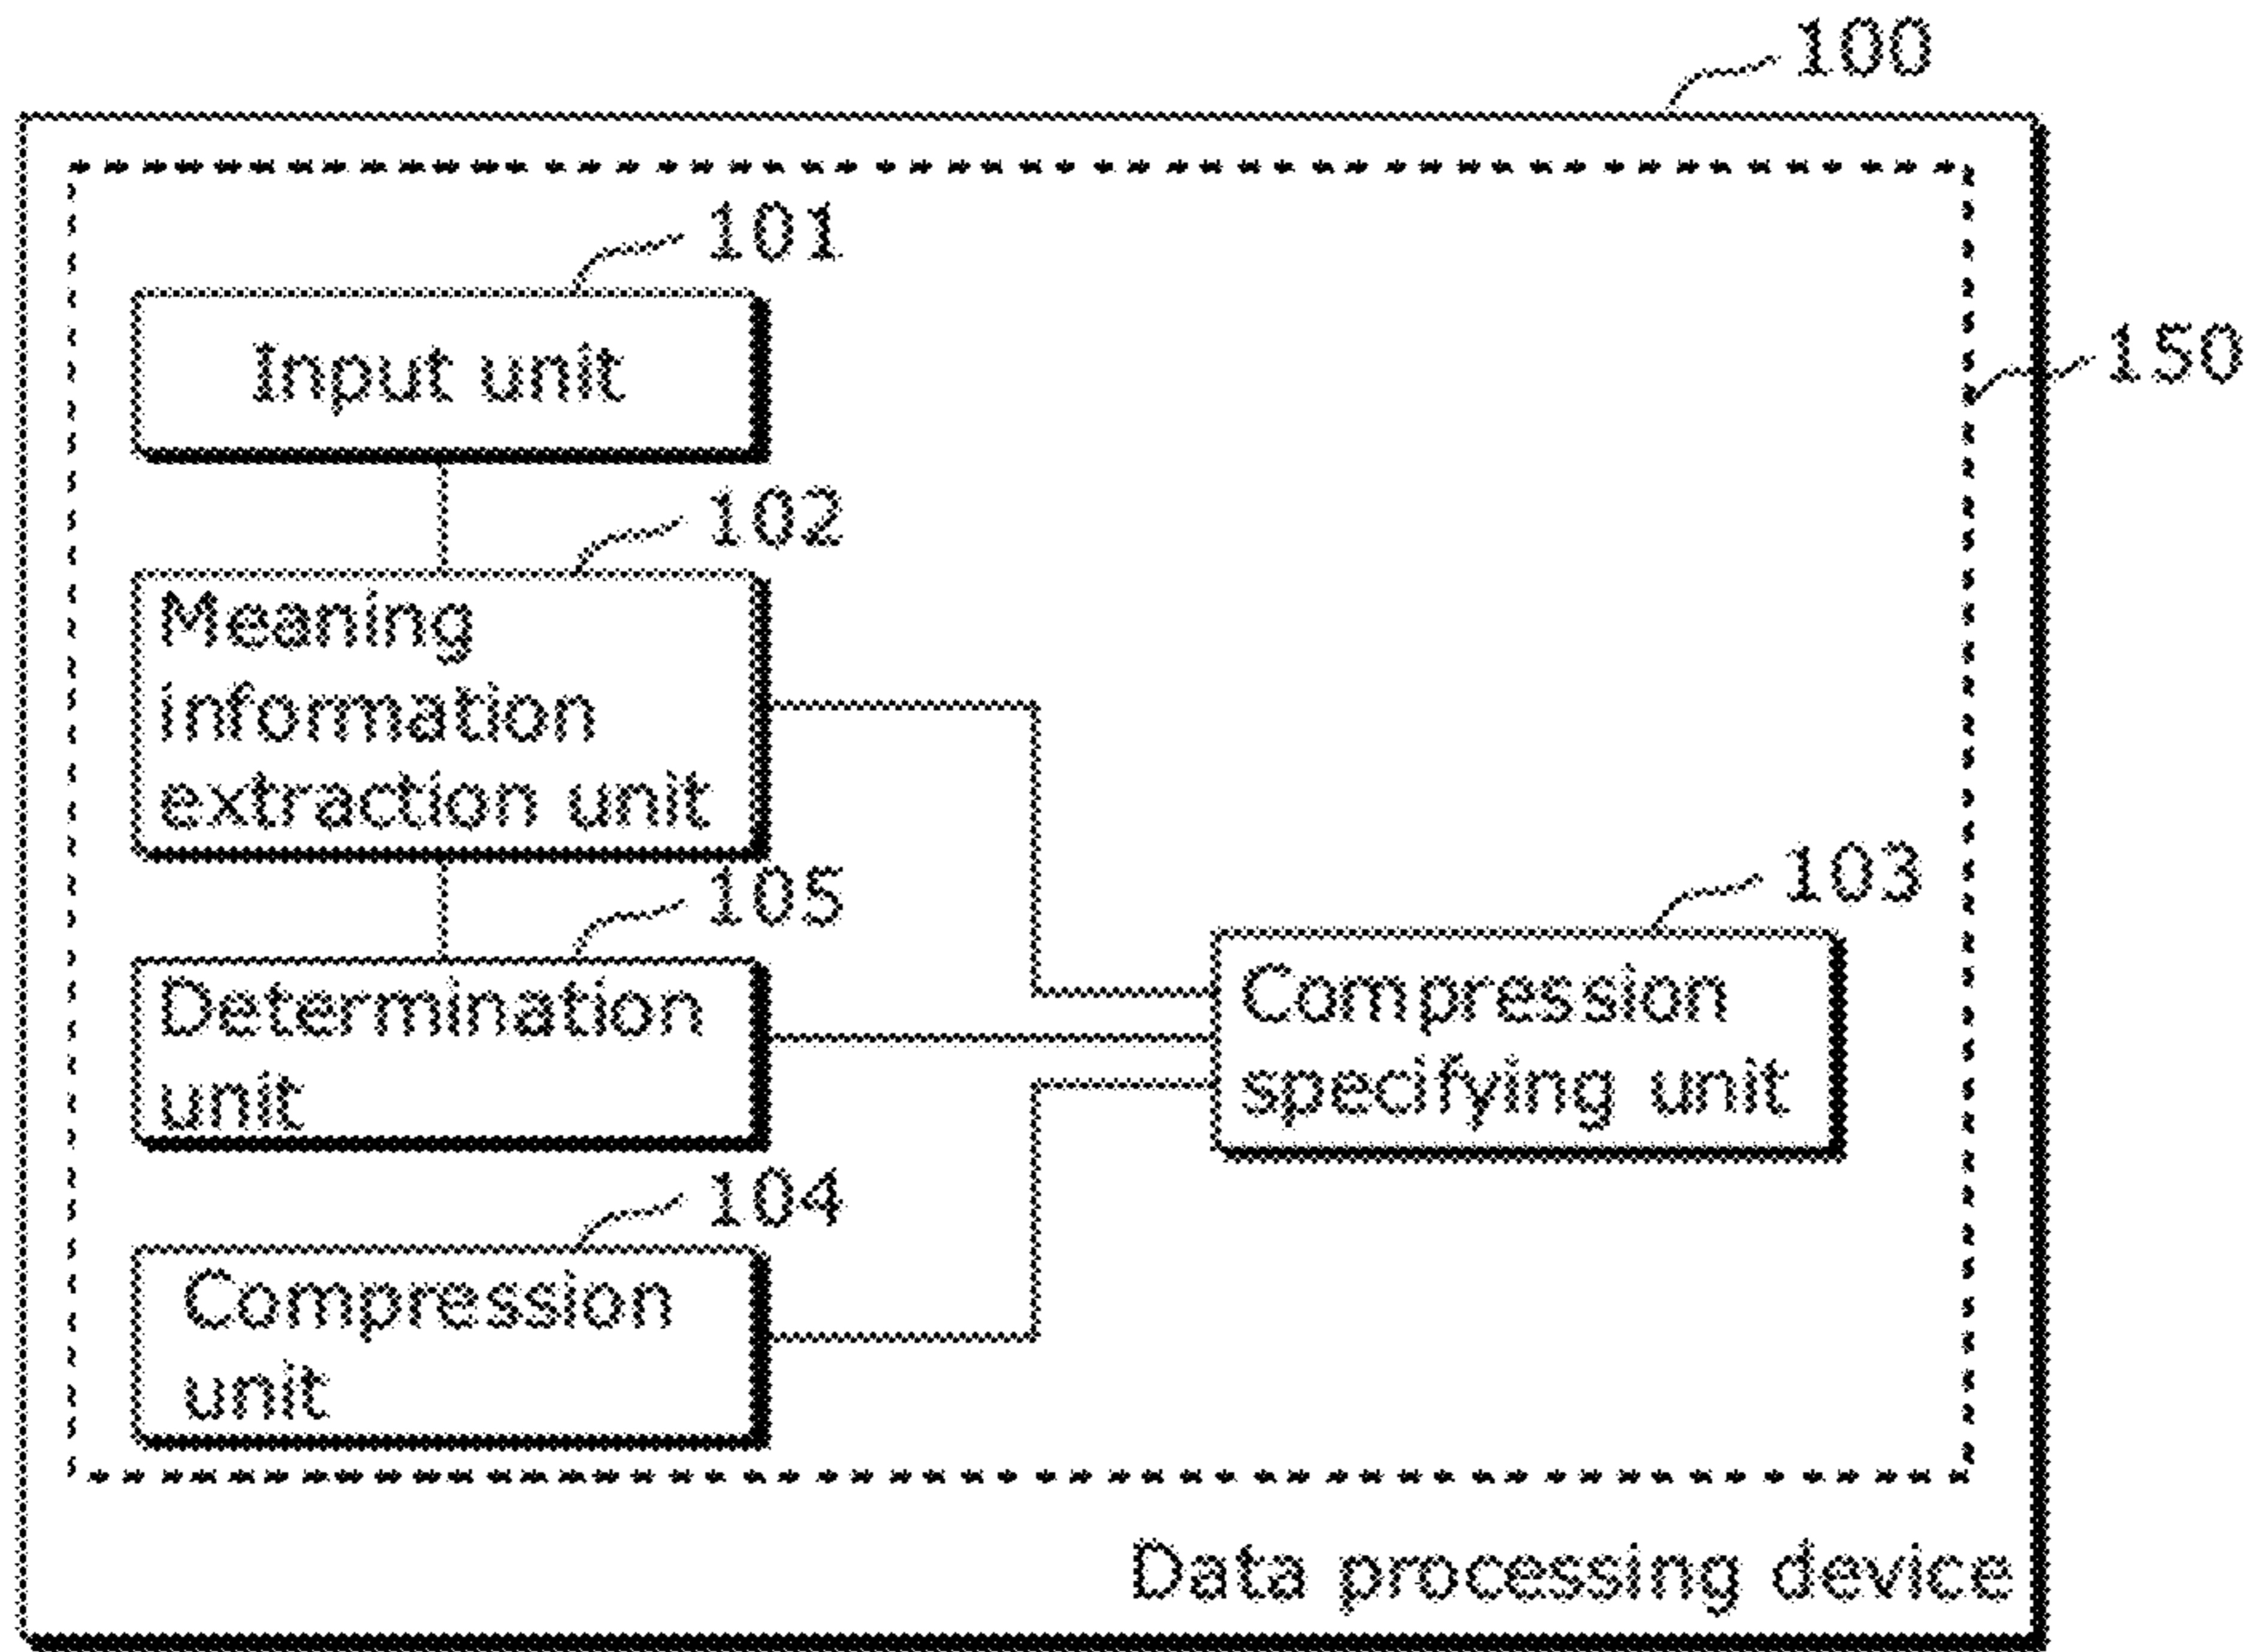 100
101
Input unit
150
102
Meaning
information
extraction unit
105
103
Determination
unit
Compression
specifying unit
104
Compression
unit
Data processing device